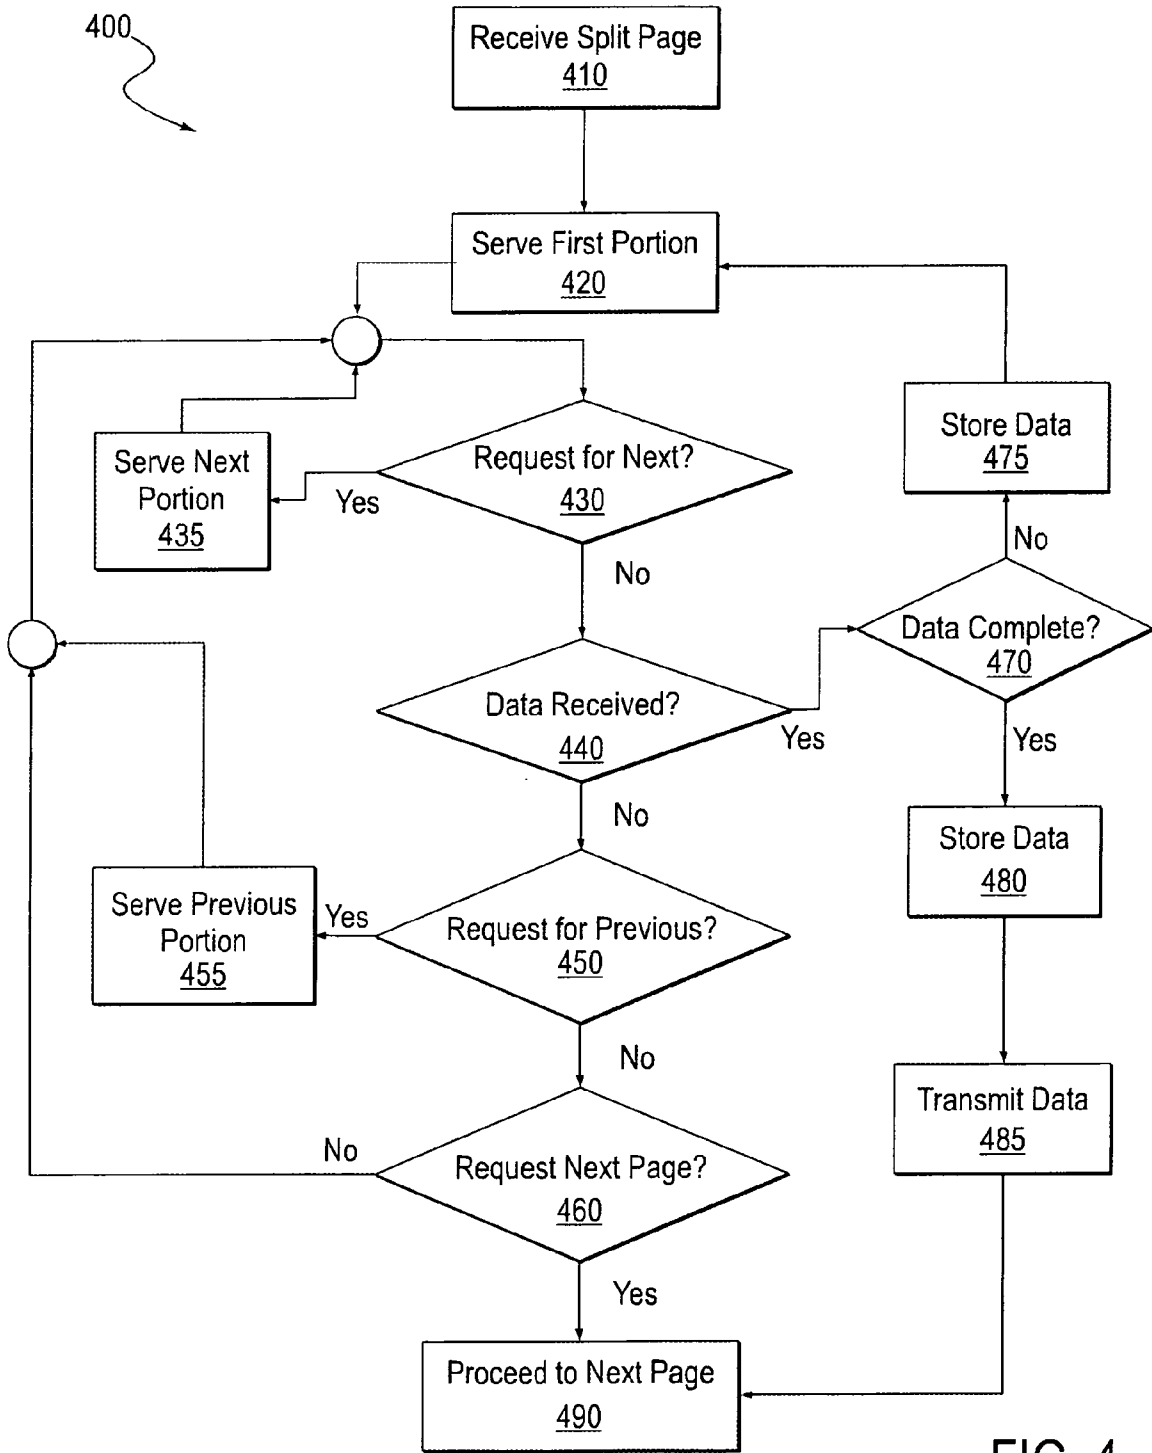 400
Receive Split Page
410
Serve First Portion
420
Request for Next?
430
Yes
No
Serve Next
Portion
435
Store Data
475
No
Data Complete?
470
Yes
Data Received?
440
Yes
No
Store Data
480
Serve Previous
Portion
455
Yes
Request for Previous?
450
No
Transmit Data
485
No
Request Next Page?
460
Yes
Proceed to Next Page
490
FIG. 4